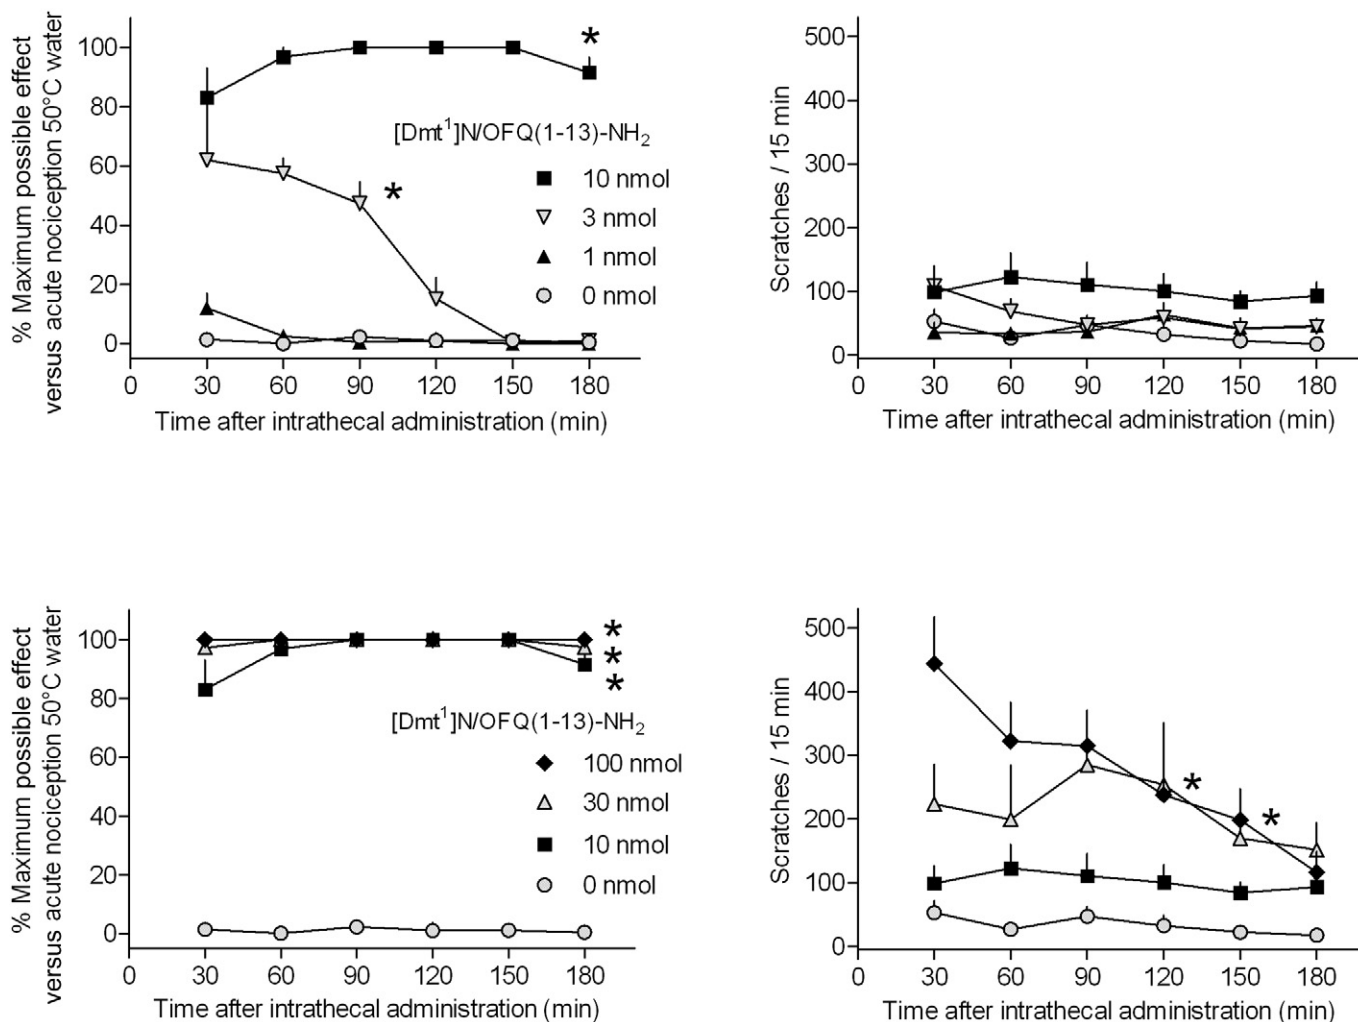 % Maximum possible effect
versus acute nociception 50°C water
100
80
60
40
20
0
*
*
[Dmt¹]N/OFQ(1-13)-NH₂
10 nmol
3 nmol
1 nmol
0 nmol
0 30 60 90 120 150 180
Time after intrathecal administration (min)
Scratches / 15 min
500
400
300
200
100
0
0 30 60 90 120 150 180
Time after intrathecal administration (min)
% Maximum possible effect
versus acute nociception 50°C water
100
80
60
40
20
0
*
*
*
[Dmt¹]N/OFQ(1-13)-NH₂
100 nmol
30 nmol
10 nmol
0 nmol
0 30 60 90 120 150 180
Time after intrathecal administration (min)
Scratches / 15 min
500
400
300
200
100
0
*
*
0 30 60 90 120 150 180
Time after intrathecal administration (min)